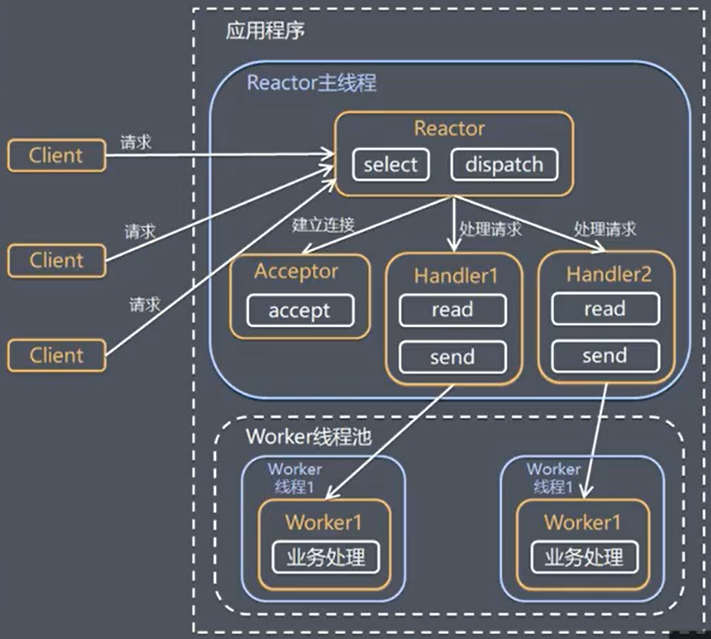 应用程序
Reactor主线程
Reactor
select
dispatch
Client
请求
Client
请求
Client
请求
建立连接
处理请求
处理请求
Acceptor
accept
Handler1
read
send
Handler2
read
send
Worker线程池
Worker
线程1
Worker1
业务处理
Worker
线程1
Worker1
业务处理